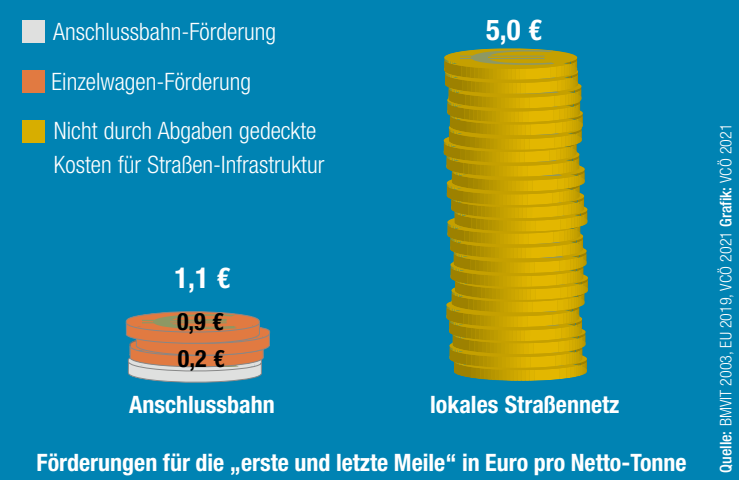 Anschlussbahn-Förderung
Einzelwagen-Förderung
Nicht durch Abgaben gedeckte
Kosten für Straßen-Infrastruktur
5,0 €
1,1 €
0,9 €
0,2 €
Anschlussbahn
lokales Straßennetz
Förderungen für die „erste und letzte Meile“ in Euro pro Netto-Tonne
Quelle: BMVIT 2003, EU 2019, VCÖ 2021 Grafik: VCÖ 2021